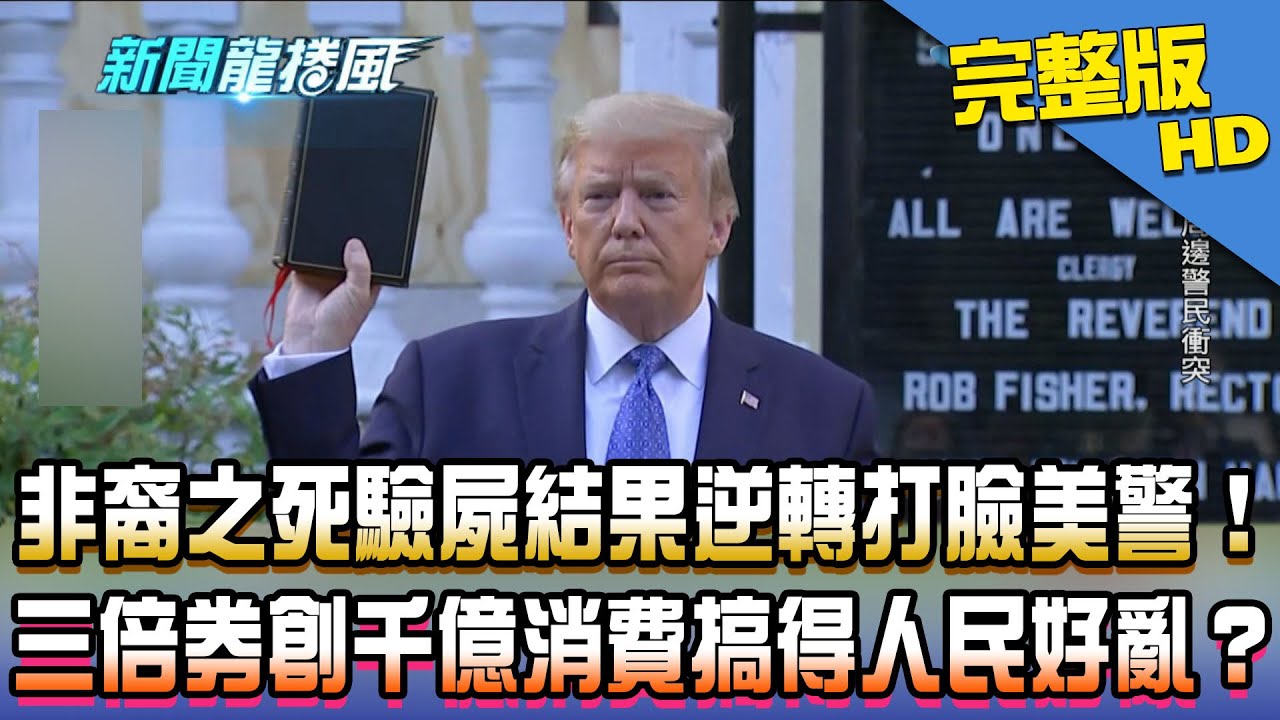 新聞龍捲風
完整版
HD
ONE
ALL ARE WEL
CLERGY
THE REVEREND
ROB FISHER, RECTO
周邊警民衝突
非裔之死驗屍結果逆轉打臉美警！
三倍券創千億消費搞得人民好亂？